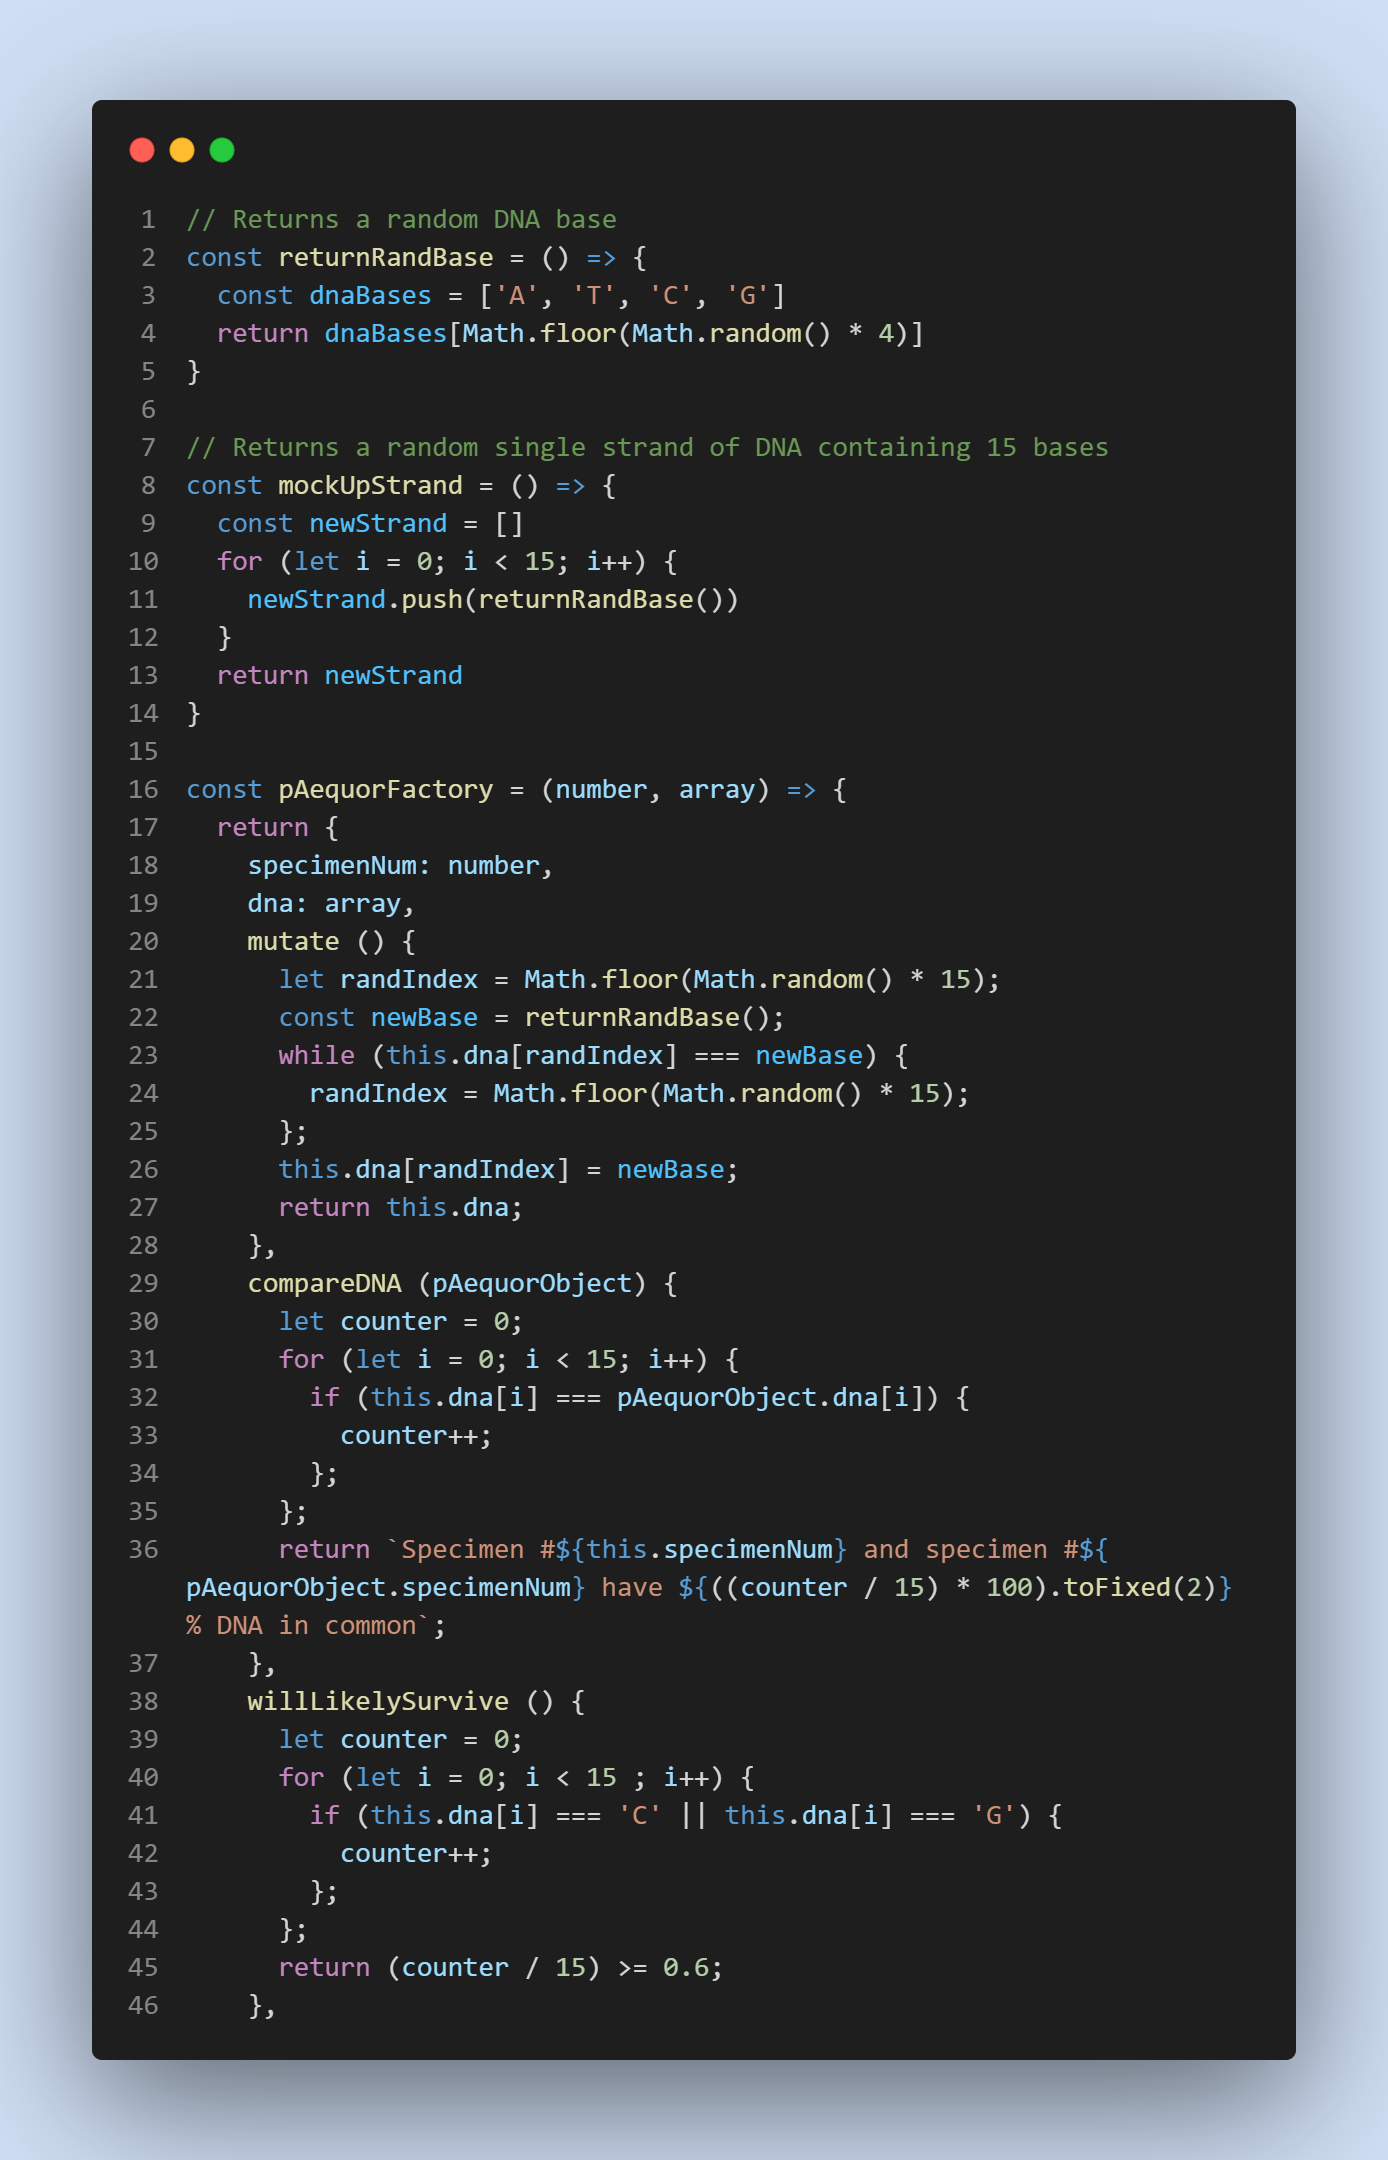 1 // Returns a random DNA base
2 const returnRandBase = () => {
3   const dnaBases = ['A', 'T', 'C', 'G']
4   return dnaBases[Math.floor(Math.random() * 4)]
5 }
6
7 // Returns a random single strand of DNA containing 15 bases
8 const mockUpStrand = () => {
9   const newStrand = []
10   for (let i = 0; i < 15; i++) {
11     newStrand.push(returnRandBase())
12   }
13   return newStrand
14 }
15
16 const pAequorFactory = (number, array) => {
17   return {
18     specimenNum: number,
19     dna: array,
20     mutate () {
21       let randIndex = Math.floor(Math.random() * 15);
22       const newBase = returnRandBase();
23       while (this.dna[randIndex] === newBase) {
24         randIndex = Math.floor(Math.random() * 15);
25       };
26       this.dna[randIndex] = newBase;
27       return this.dna;
28     },
29     compareDNA (pAequorObject) {
30       let counter = 0;
31       for (let i = 0; i < 15; i++) {
32         if (this.dna[i] === pAequorObject.dna[i]) {
33           counter++;
34         };
35       };
36       return `Specimen #${this.specimenNum} and specimen #${
pAequorObject.specimenNum} have ${((counter / 15) * 100).toFixed(2)}
% DNA in common`;
37     },
38     willLikelySurvive () {
39       let counter = 0;
40       for (let i = 0; i < 15 ; i++) {
41         if (this.dna[i] === 'C' || this.dna[i] === 'G') {
42           counter++;
43         };
44       };
45       return (counter / 15) >= 0.6;
46     },